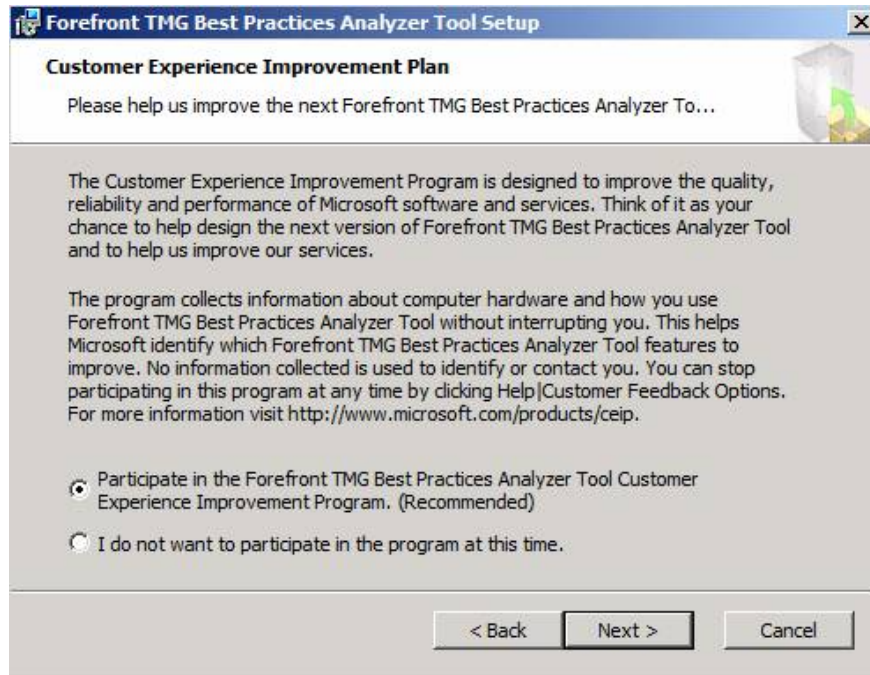 Forefront TMG Best Practices Analyzer Tool Setup
Customer Experience Improvement Plan
Please help us improve the next Forefront TMG Best Practices Analyzer To...
The Customer Experience Improvement Program is designed to improve the quality,
reliability and performance of Microsoft software and services. Think of it as your
chance to help design the next version of Forefront TMG Best Practices Analyzer Tool
and to help us improve our services.
The program collects information about computer hardware and how you use
Forefront TMG Best Practices Analyzer Tool without interrupting you. This helps
Microsoft identify which Forefront TMG Best Practices Analyzer Tool features to
improve. No information collected is used to identify or contact you. You can stop
participating in this program at any time by clicking Help|Customer Feedback Options.
For more information visit http://www.microsoft.com/products/ceip.
Participate in the Forefront TMG Best Practices Analyzer Tool Customer
Experience Improvement Program. (Recommended)
I do not want to participate in the program at this time.
< Back Next > Cancel